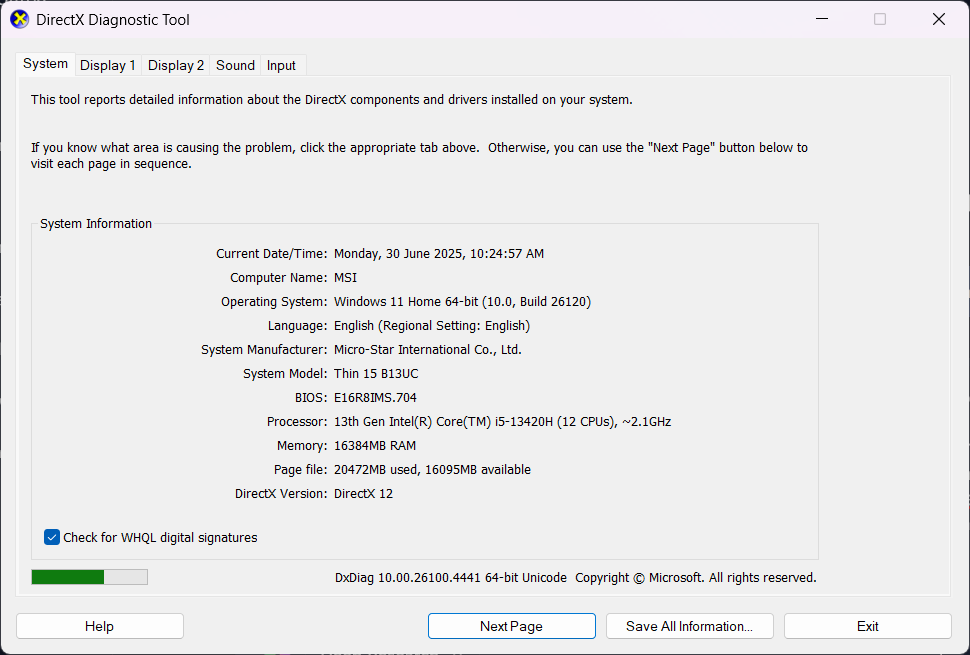 DirectX Diagnostic Tool
System Display 1 Display 2 Sound Input
This tool reports detailed information about the DirectX components and drivers installed on your system.
If you know what area is causing the problem, click the appropriate tab above.  Otherwise, you can use the "Next Page" button below to
visit each page in sequence.
System Information
Current Date/Time: Monday, 30 June 2025, 10:24:57 AM
Computer Name: MSI
Operating System: Windows 11 Home 64-bit (10.0, Build 26120)
Language: English (Regional Setting: English)
System Manufacturer: Micro-Star International Co., Ltd.
System Model: Thin 15 B13UC
BIOS: E16R8IMS.704
Processor: 13th Gen Intel(R) Core(TM) i5-13420H (12 CPUs), ~2.1GHz
Memory: 16384MB RAM
Page file: 20472MB used, 16095MB available
DirectX Version: DirectX 12
Check for WHQL digital signatures
DxDiag 10.00.26100.4441 64-bit Unicode  Copyright © Microsoft. All rights reserved.
Help Next Page Save All Information... Exit